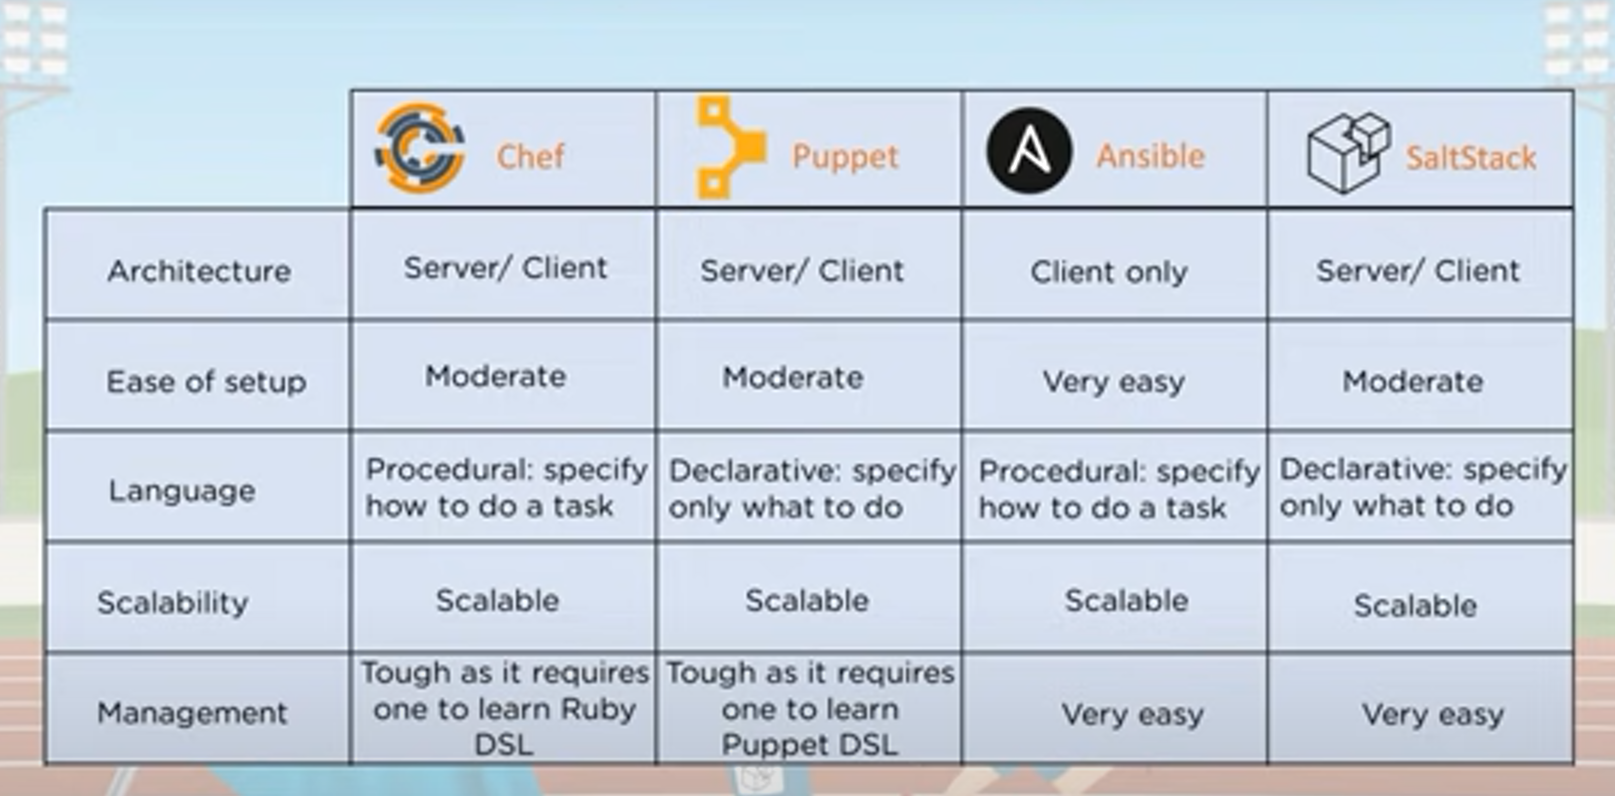 Chef Puppet Ansible SaltStack
Architecture Server/ Client Server/ Client Client only Server/ Client
Ease of setup Moderate Moderate Very easy Moderate
Language Procedural: specify how to do a task Declarative: specify only what to do Procedural: specify how to do a task Declarative: specify only what to do
Scalability Scalable Scalable Scalable Scalable
Management Tough as it requires one to learn Ruby DSL Tough as it requires one to learn Puppet DSL Very easy Very easy